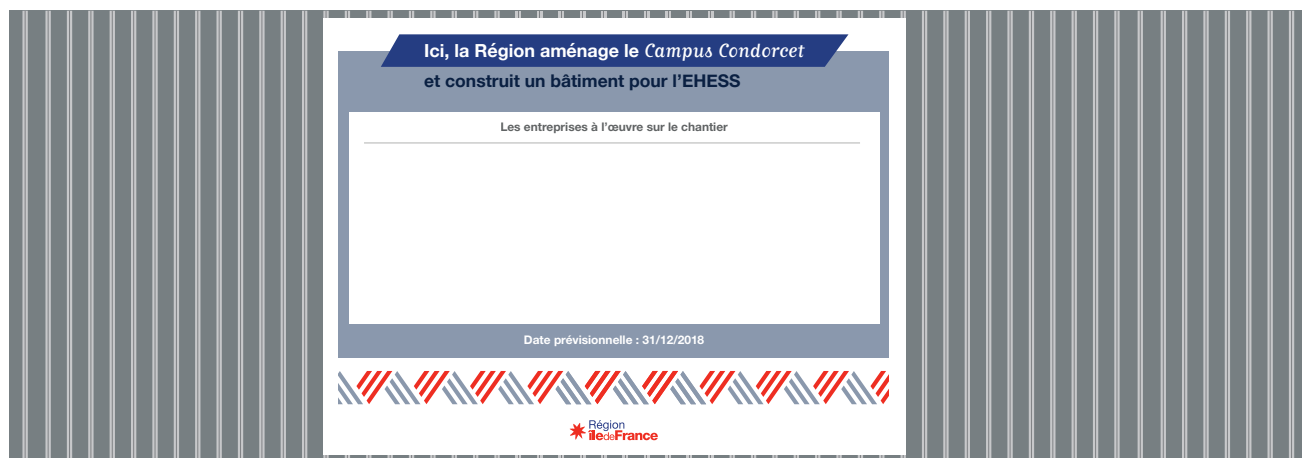 Ici, la Région aménage le Campus Condorcet
et construit un bâtiment pour l'EHESS
Les entreprises à l'œuvre sur le chantier
Date prévisionnelle : 31/12/2018
Région
îledeFrance